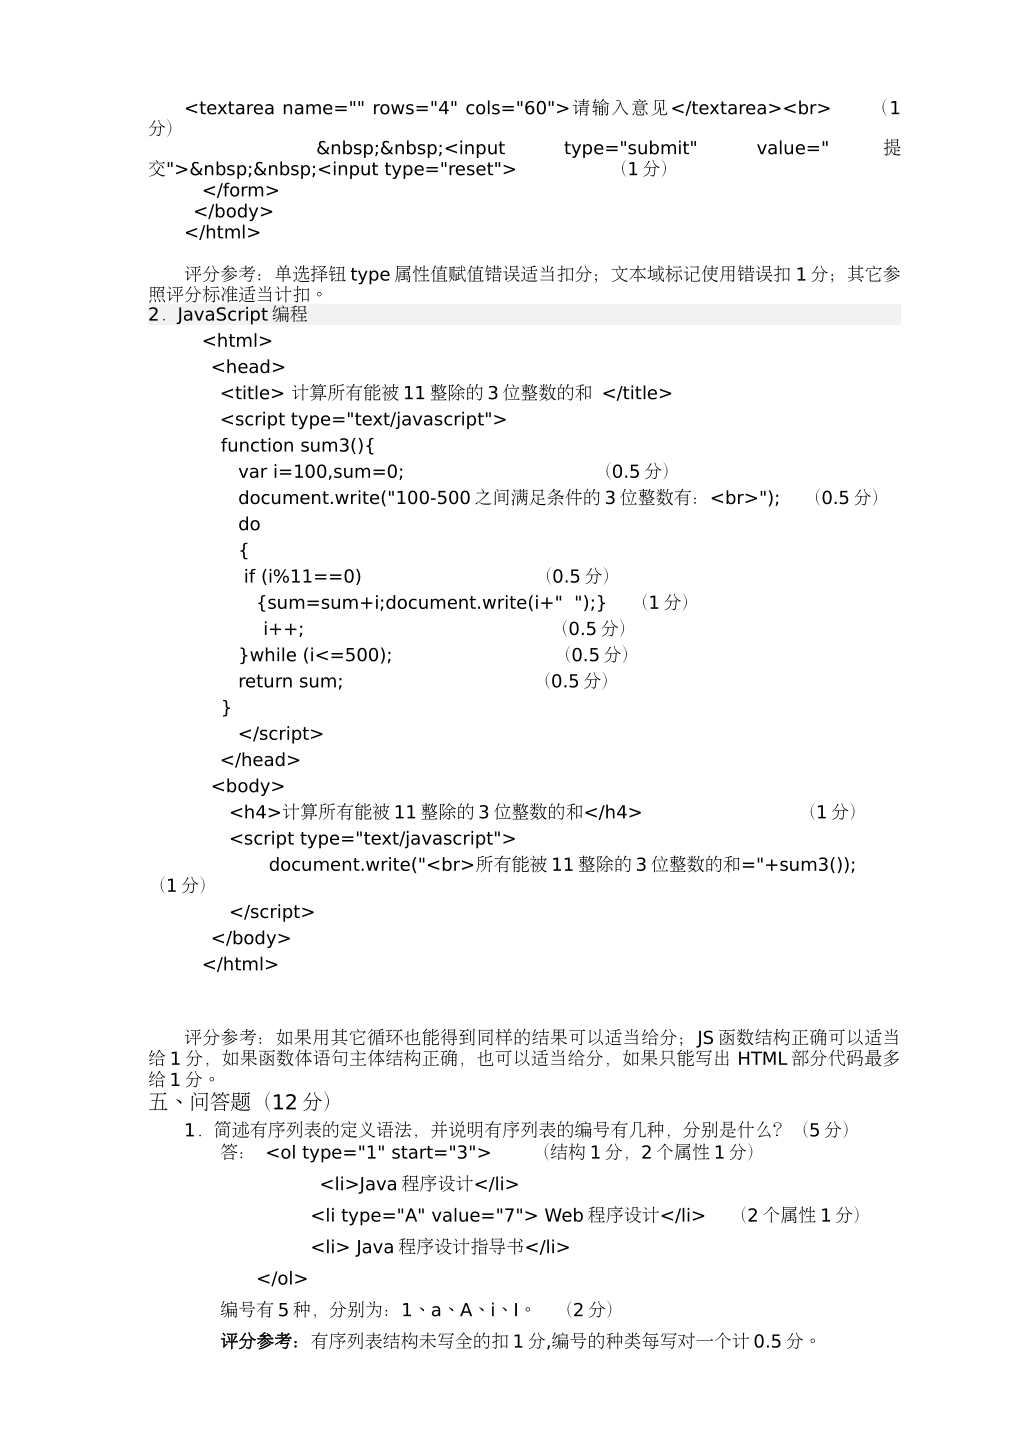 <textarea name="" rows="4" cols="60">请输入意见</textarea><br> （1
分）
&nbsp;&nbsp;<input type="submit" value=" 提
交">&nbsp;&nbsp;<input type="reset"> （1 分）
</form>
</body>
</html>
评分参考：单选择钮 type 属性值赋值错误适当扣分；文本域标记使用错误扣 1 分；其它参
照评分标准适当计扣。
2．JavaScript 编程
<html>
<head>
<title> 计算所有能被 11 整除的 3 位整数的和 </title>
<script type="text/javascript">
function sum3(){
var i=100,sum=0; （0.5 分）
document.write("100-500 之间满足条件的 3 位整数有：<br>"); （0.5 分）
do
{
if (i%11==0) （0.5 分）
{sum=sum+i;document.write(i+"  ");} （1 分）
i++; （0.5 分）
}while (i<=500); （0.5 分）
return sum; （0.5 分）
}
</script>
</head>
<body>
<h4>计算所有能被 11 整除的 3 位整数的和</h4> （1 分）
<script type="text/javascript">
document.write("<br>所有能被 11 整除的 3 位整数的和="+sum3());
（1 分）
</script>
</body>
</html>
评分参考：如果用其它循环也能得到同样的结果可以适当给分；JS 函数结构正确可以适当
给 1 分，如果函数体语句主体结构正确，也可以适当给分，如果只能写出 HTML 部分代码最多
给 1 分。
五、问答题（12 分）
1．简述有序列表的定义语法，并说明有序列表的编号有几种，分别是什么？（5 分）
答： <ol type="1" start="3"> （结构 1 分，2 个属性 1 分）
<li>Java 程序设计</li>
<li type="A" value="7"> Web 程序设计</li> （2 个属性 1 分）
<li> Java 程序设计指导书</li>
</ol>
编号有 5 种，分别为：1、a、A、i、I。 （2 分）
评分参考：有序列表结构未写全的扣 1 分,编号的种类每写对一个计 0.5 分。